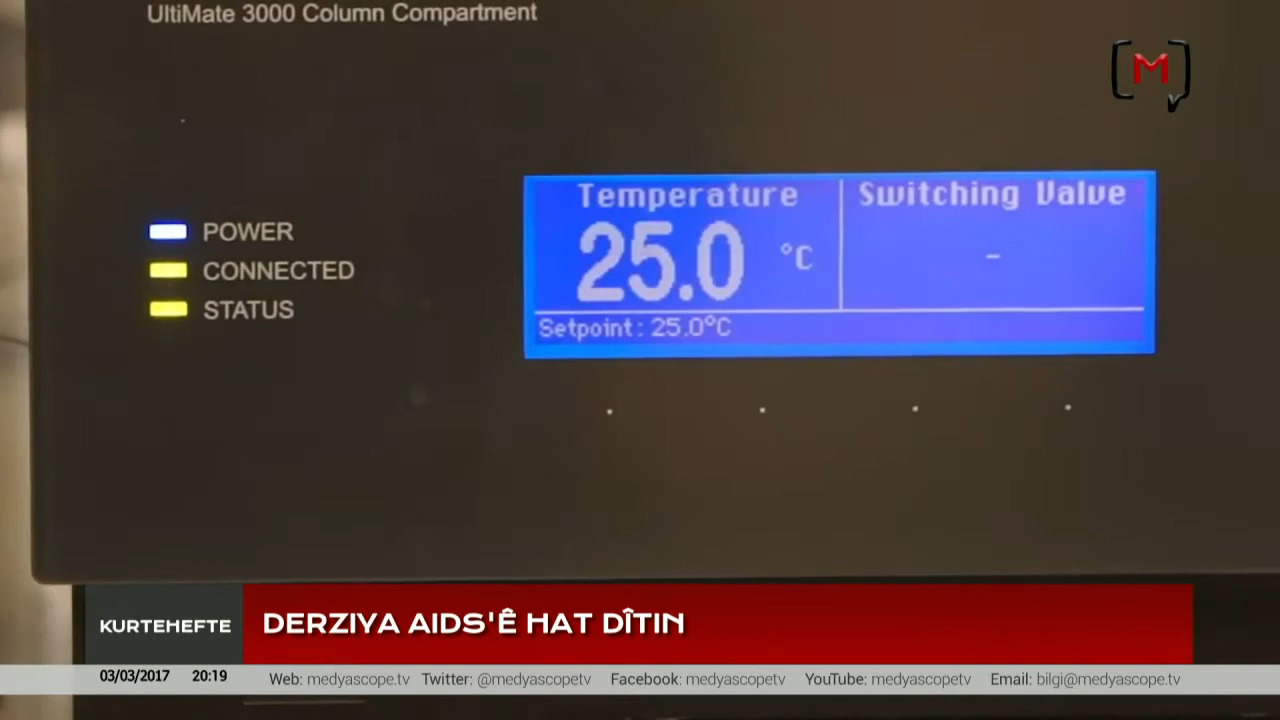 UltiMate 3000 Column Compartment
M
POWER
CONNECTED
STATUS
Temperature
Switching Valve
25.0 °C
-
Setpoint: 25.0°C
KURTEHEFTE
DERZIYA AIDS'Ê HAT DÎTIN
03/03/2017 20:19 Web: medyascope.tv Twitter: @medyascopetv Facebook: medyascopetv YouTube: medyascopetv Email: bilgi@medyascope.tv